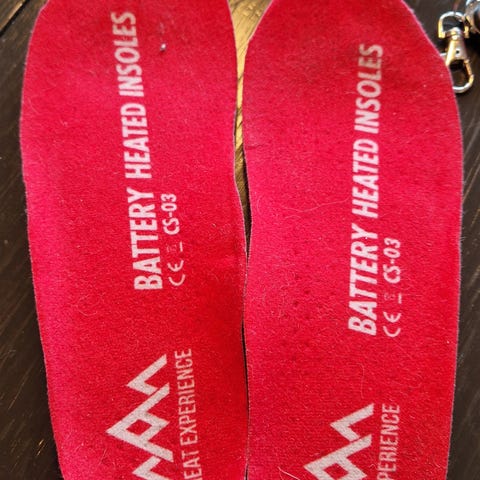 BATTERY HEATED INSOLES
CE CS-03
HEAT EXPERIENCE
BATTERY HEATED INSOLES
CE CS-03
EXPERIENCE